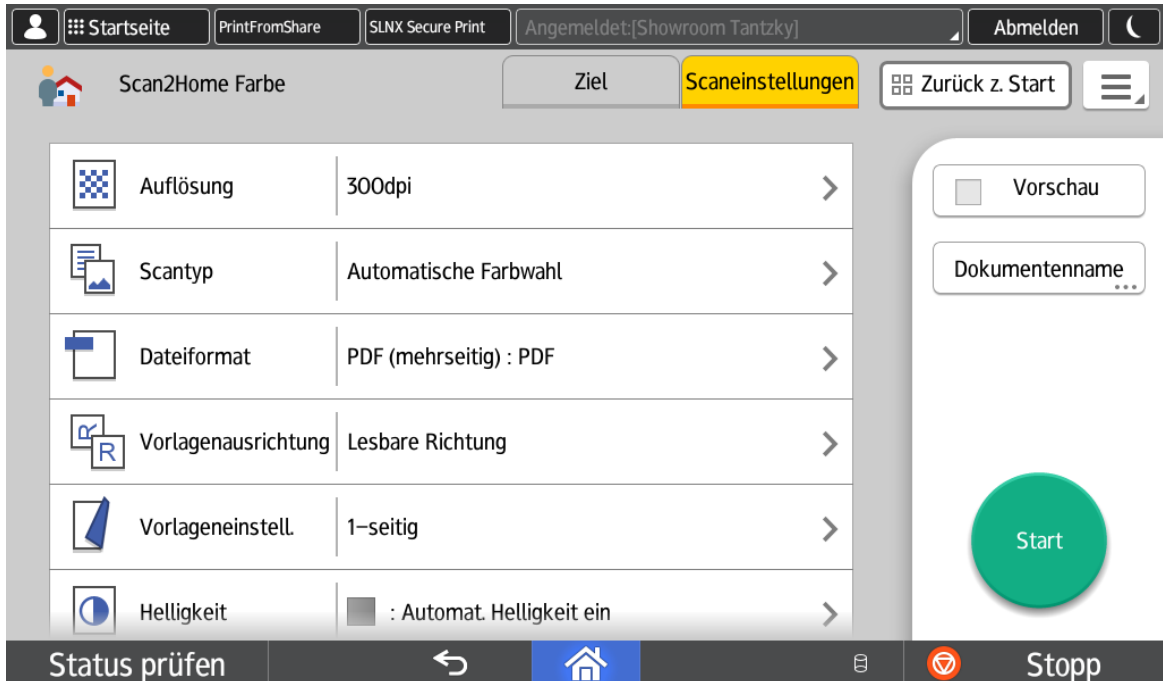 Startseite PrintFromShare SLNX Secure Print Angemeldet:[Showroom Tantzky] Abmelden
Scan2Home Farbe Ziel Scaneinstellungen Zurück z. Start
Auflösung 300dpi
Vorschau
Scantyp Automatische Farbwahl
Dokumentenname
Dateiformat PDF (mehrseitig) : PDF
R R Vorlagenausrichtung Lesbare Richtung
Vorlageneinstell. 1-seitig
Start
Helligkeit : Automat. Helligkeit ein
Status prüfen Stopp